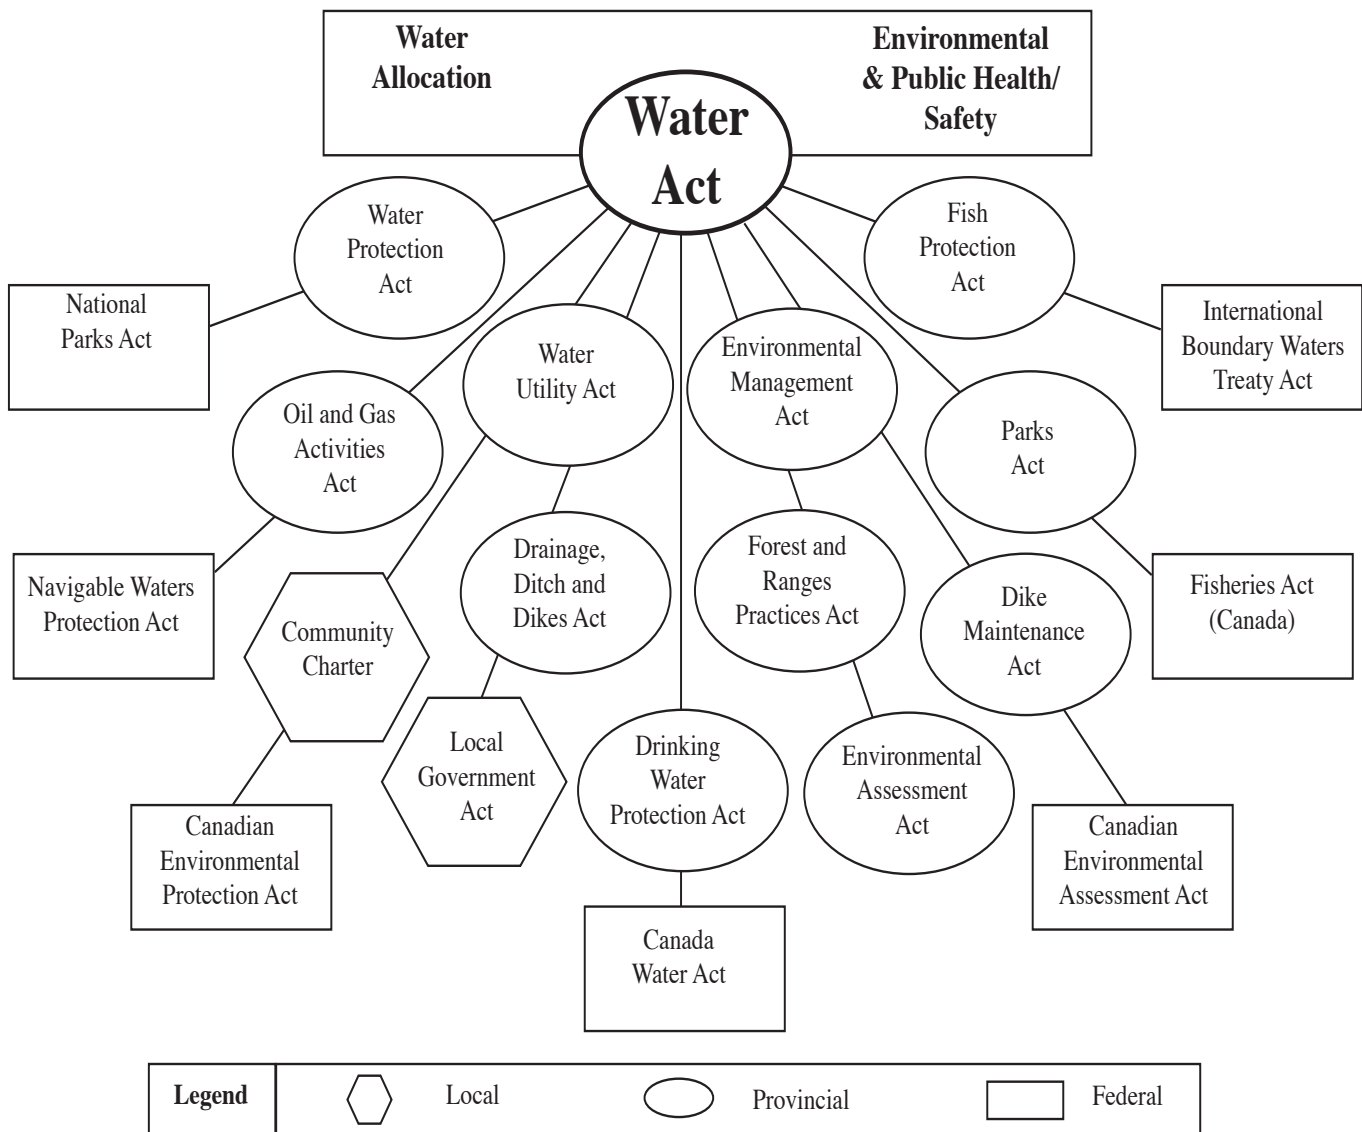 Water
Allocation
Environmental
& Public Health/
Safety
Water
Act
Water
Protection
Act
Fish
Protection
Act
National
Parks Act
International
Boundary Waters
Treaty Act
Water
Utility Act
Environmental
Management
Act
Oil and Gas
Activities
Act
Parks
Act
Navigable Waters
Protection Act
Drainage,
Ditch and
Dikes Act
Forest and
Ranges
Practices Act
Fisheries Act
(Canada)
Community
Charter
Dike
Maintenance
Act
Local
Government
Act
Drinking
Water
Protection Act
Environmental
Assessment
Act
Canadian
Environmental
Protection Act
Canadian
Environmental
Assessment Act
Canada
Water Act
Legend
Local
Provincial
Federal